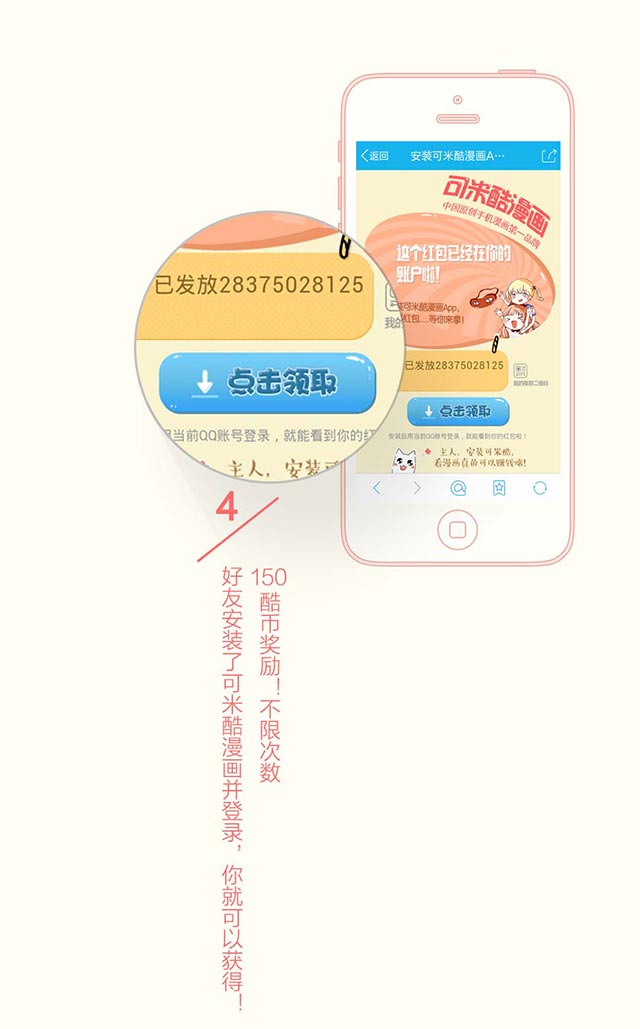 返回
安装可米酷漫画A…
可米酷漫画
中国原创手机漫画第一品牌
这个红包已经在你的
账户啦!
可米酷漫画App,
红包……等你来拿!
我的
已发放28375028125
我的推荐二维码
点击领取
安装后用当前QQ账号登录,就能看到你的红包啦!
主人,安装可米酷,
看漫画真的可以赚钱哦!
已发放28375028125
点击领取
用当前QQ账号登录,就能看到你的红
主人,安装可
4
150酷币奖励!不限次数
好友安装了可米酷漫画并登录,你就可以获得!